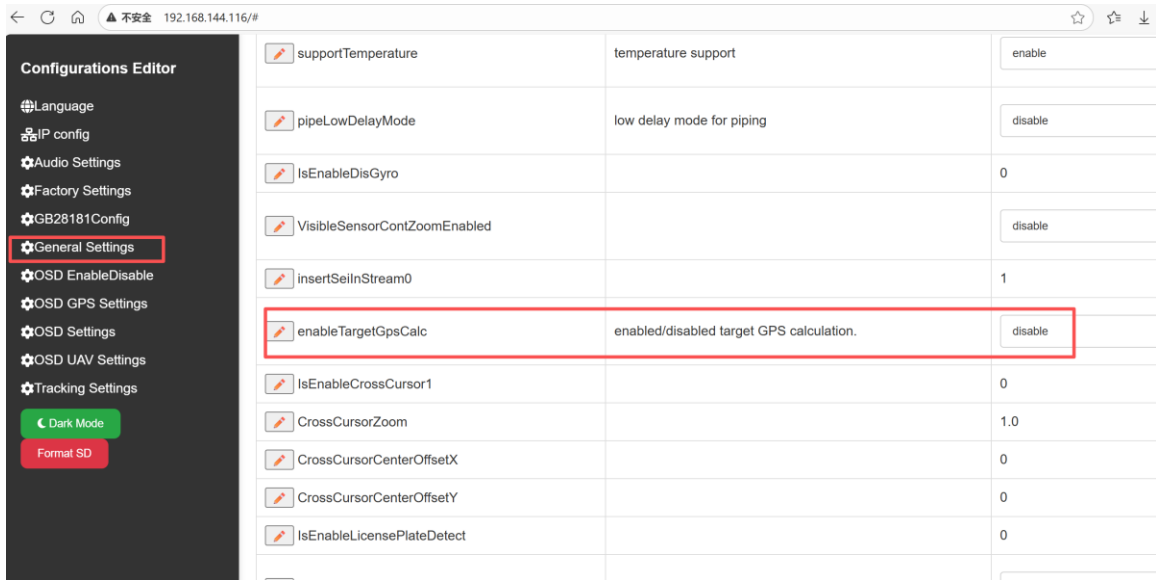 不安全 192.168.144.116/#
Configurations Editor
Language
IP config
Audio Settings
Factory Settings
GB28181Config
General Settings
OSD EnableDisable
OSD GPS Settings
OSD Settings
OSD UAV Settings
Tracking Settings
Dark Mode
Format SD
supportTemperature temperature support enable
pipeLowDelayMode low delay mode for piping disable
IsEnableDisGyro 0
VisibleSensorContZoomEnabled disable
insertSeiInStream0 1
enableTargetGpsCalc enabled/disabled target GPS calculation. disable
IsEnableCrossCursor1 0
CrossCursorZoom 1.0
CrossCursorCenterOffsetX 0
CrossCursorCenterOffsetY 0
IsEnableLicensePlateDetect 0